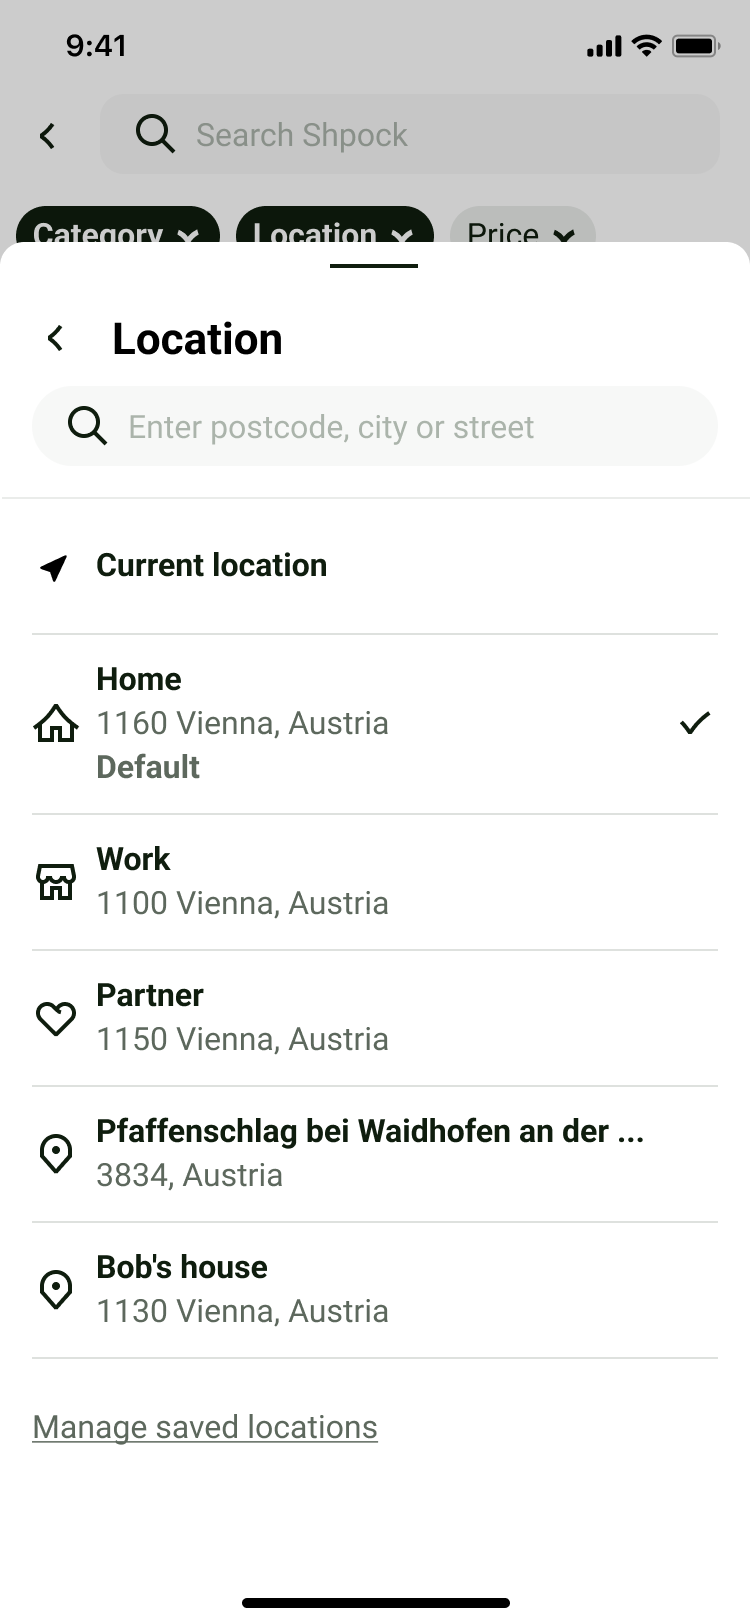 9:41
Search Shpock
Category
Location
Price
Location
Enter postcode, city or street
Current location
Home
1160 Vienna, Austria
Default
Work
1100 Vienna, Austria
Partner
1150 Vienna, Austria
Pfaffenschlag bei Waidhofen an der ...
3834, Austria
Bob's house
1130 Vienna, Austria
Manage saved locations